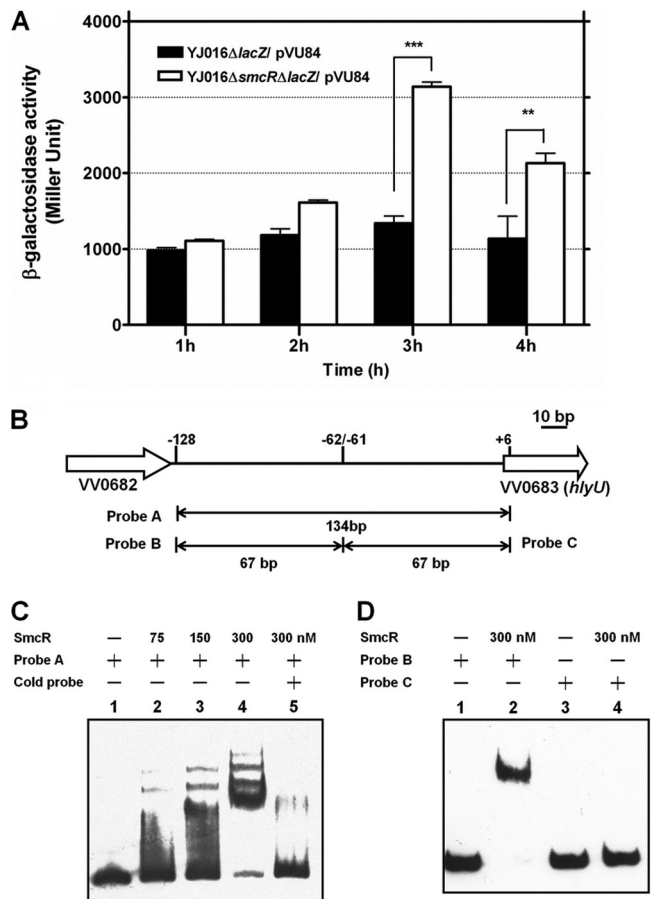 A
β-galactosidase activity
(Miller Unit)
4000
3000
2000
1000
0
YJ016ΔlacZ/ pVU84
YJ016ΔsmcRΔlacZ/ pVU84
***
**
1h 2h 3h 4h
Time (h)
B
10 bp
-128 -62/-61 +6
VV0682 VV0683 (hlyU)
Probe A
134bp
Probe B Probe C
67 bp 67 bp
C
SmcR — 75 150 300 300 nM
Probe A + + + + +
Cold probe — — — — +
1 2 3 4 5
D
SmcR — 300 nM — 300 nM
Probe B + + — —
Probe C — — + +
1 2 3 4